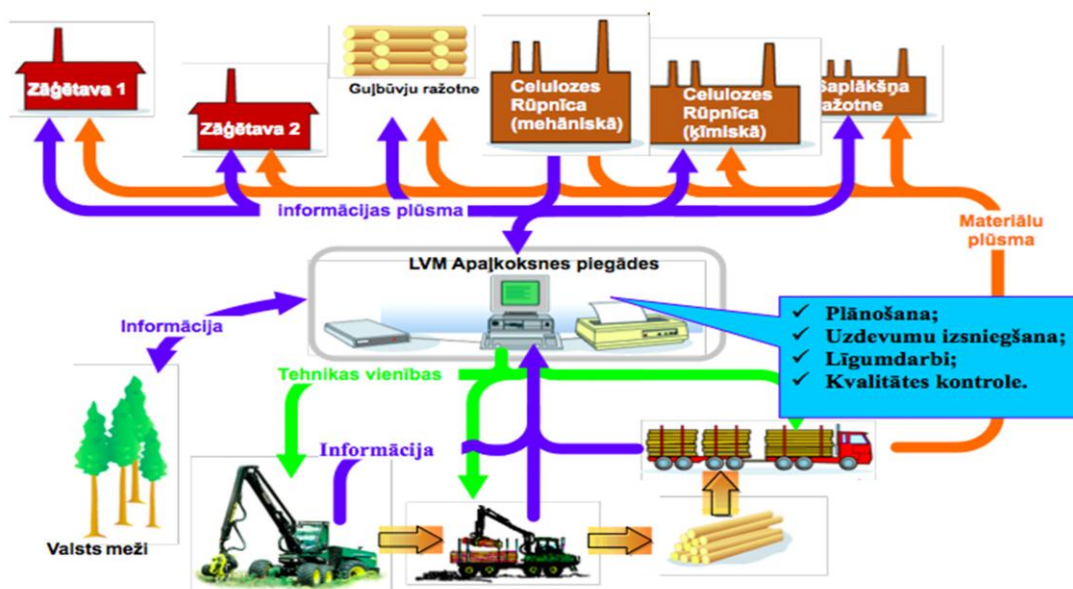 Zāģētava 1
Zāģētava 2
Guļbūvju ražotne
Celulozes
Rūpnīca
(mehāniskā)
Celulozes
Rūpnīca
(ķīmiskā)
Saplākšņa
ražotne
informācijas plūsma
Materiālu
plūsma
LVM Apaļkoksnes piegādes
Informācija
✓ Plānošana;
✓ Uzdevumu izsniegšana;
✓ Līgumdarbi;
✓ Kvalitātes kontrole.
Tehnikas vienības
Informācija
Valsts meži